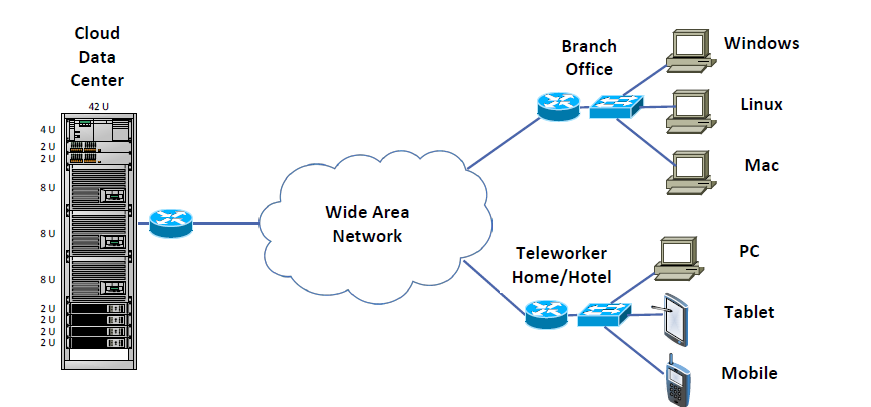 Cloud
Data
Center
42 U
4 U
2 U
2 U
8 U
8 U
8 U
2 U
2 U
2 U
2 U
Wide Area
Network
Branch
Office
Windows
Linux
Mac
Teleworker
Home/Hotel
PC
Tablet
Mobile